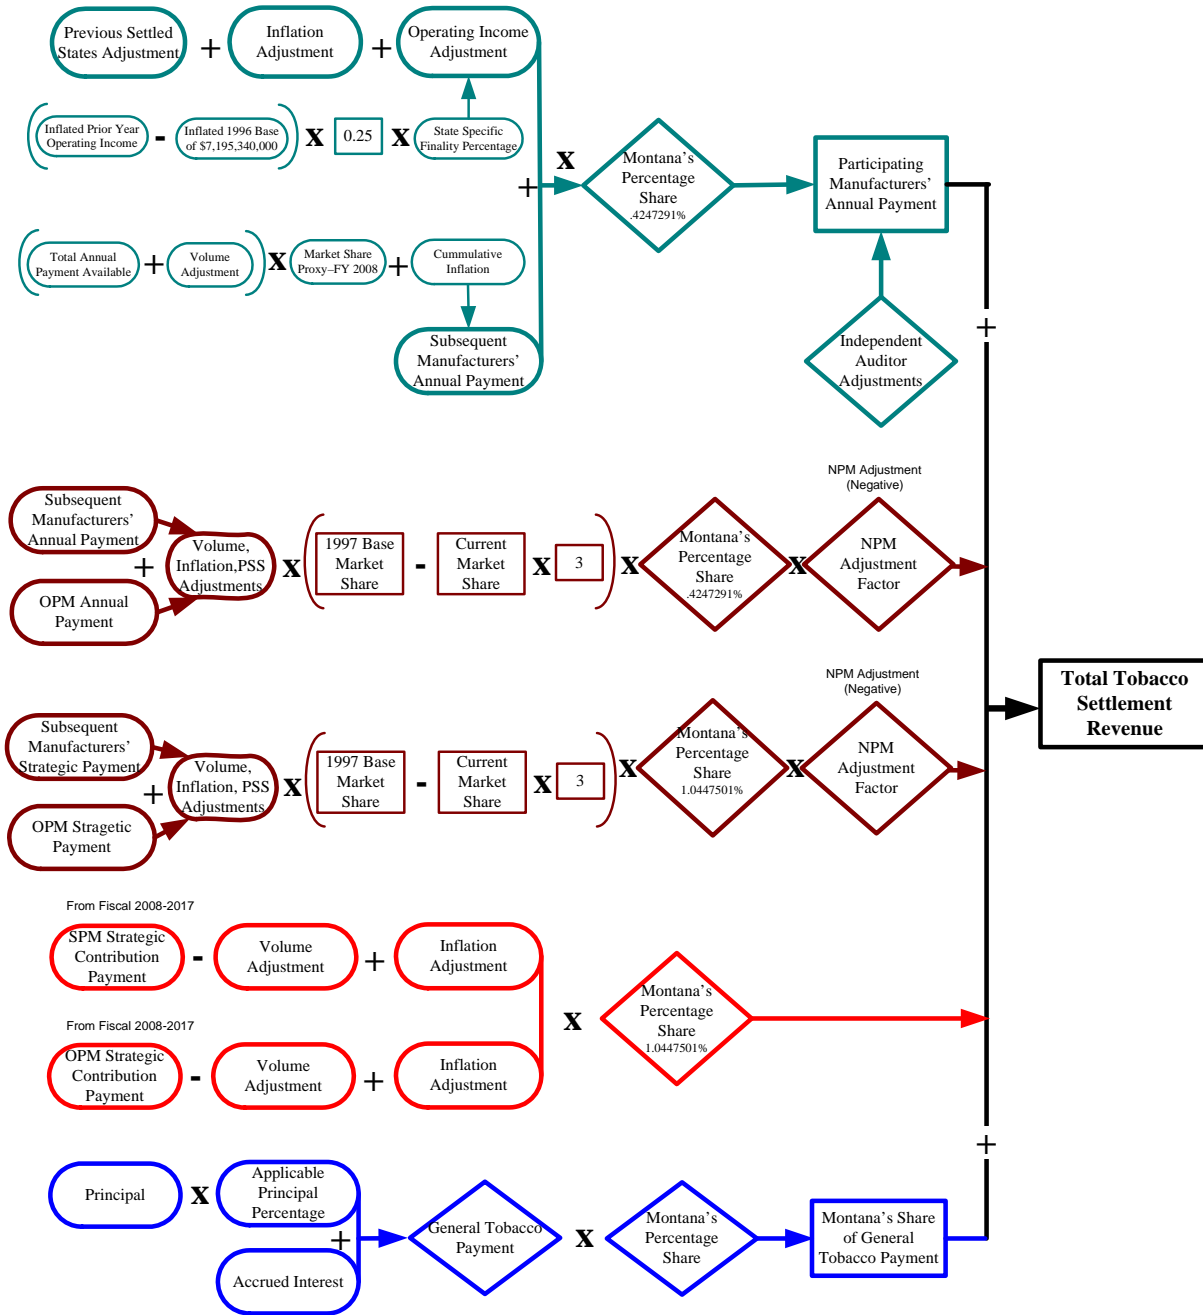 Previous Settled
States Adjustment
+
Inflation
Adjustment
+
Operating Income
Adjustment
Inflated Prior Year
Operating Income
-
Inflated 1996 Base
of $7,195,340,000
X
0.25
X
State Specific
Finality Percentage
+
X
Montana's
Percentage
Share
.4247291%
Participating
Manufacturers'
Annual Payment
Total Annual
Payment Available
+
Volume
Adjustment
X
Market Share
Proxy–FY 2008
+
Cummulative
Inflation
Subsequent
Manufacturers'
Annual Payment
Independent
Auditor
Adjustments
+
Subsequent
Manufacturers'
Annual Payment
+
OPM Annual
Payment
Volume,
Inflation,PSS
Adjustments
X
1997 Base
Market
Share
-
Current
Market
Share
X
3
X
Montana's
Percentage
Share
.4247291%
X
NPM Adjustment
(Negative)
NPM
Adjustment
Factor
Total Tobacco
Settlement
Revenue
Subsequent
Manufacturers'
Strategic Payment
+
OPM Stragetic
Payment
Volume,
Inflation, PSS
Adjustments
X
1997 Base
Market
Share
-
Current
Market
Share
X
3
X
Montana's
Percentage
Share
1.0447501%
X
NPM Adjustment
(Negative)
NPM
Adjustment
Factor
From Fiscal 2008-2017
SPM Strategic
Contribution
Payment
-
Volume
Adjustment
+
Inflation
Adjustment
From Fiscal 2008-2017
OPM Strategic
Contribution
Payment
-
Volume
Adjustment
+
Inflation
Adjustment
X
Montana's
Percentage
Share
1.0447501%
+
Principal
X
Applicable
Principal
Percentage
+
Accrued Interest
General Tobacco
Payment
X
Montana's
Percentage
Share
Montana's Share
of General
Tobacco Payment